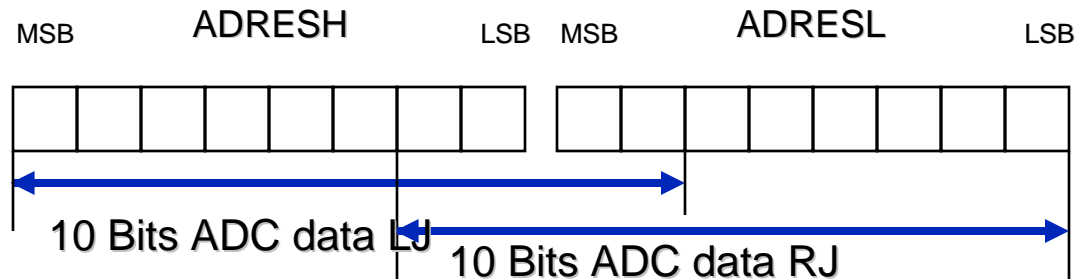 MSB ADRESH LSB MSB ADRESL LSB
10 Bits ADC data LJ
10 Bits ADC data RJ